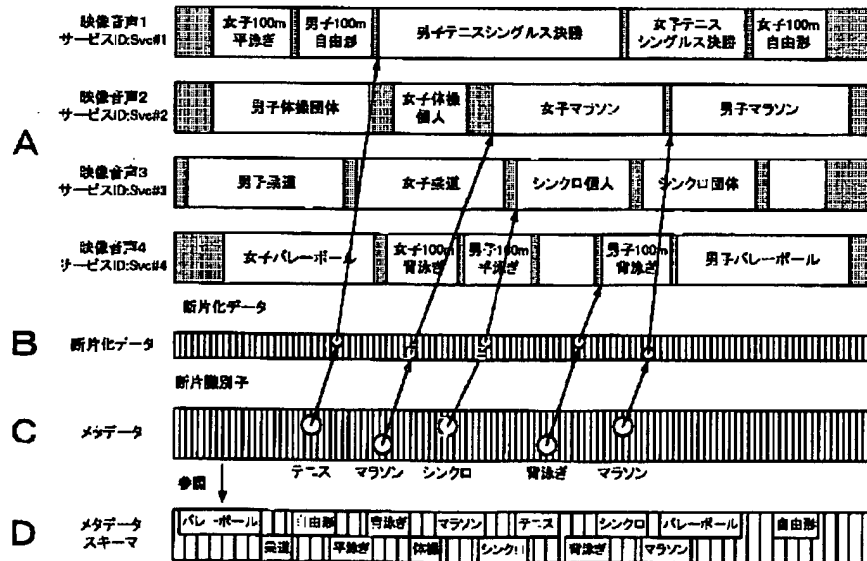 映像音声1
サービスID:Svc#1
女子100m
平泳ぎ
男子100m
自由形
男子テニスシングルス決勝
女子テニス
シングルス決勝
女子100m
自由形
A
映像音声2
サービスID:Svc#2
男子体操団体
女子体操
個人
女子マラソン
男子マラソン
映像音声3
サービスID:Svc#3
男子柔道
女子柔道
シンクロ個人
シンクロ団体
映像音声4
サービスID:Svc#4
女子バレーボール
女子100m
背泳ぎ
男子100m
平泳ぎ
男子100m
背泳ぎ
男子バレーボール
断片化データ
B
断片化データ
断片識別子
C
メタデータ
テニス
マラソン
シンクロ
背泳ぎ
マラソン
参図
D
メタデータ
スキーマ
バレーボール
自由形
背泳ぎ
マラソン
テニス
シンクロ
バレーボール
自由形
柔道
平泳ぎ
体操
シンクロ
背泳ぎ
マラソン